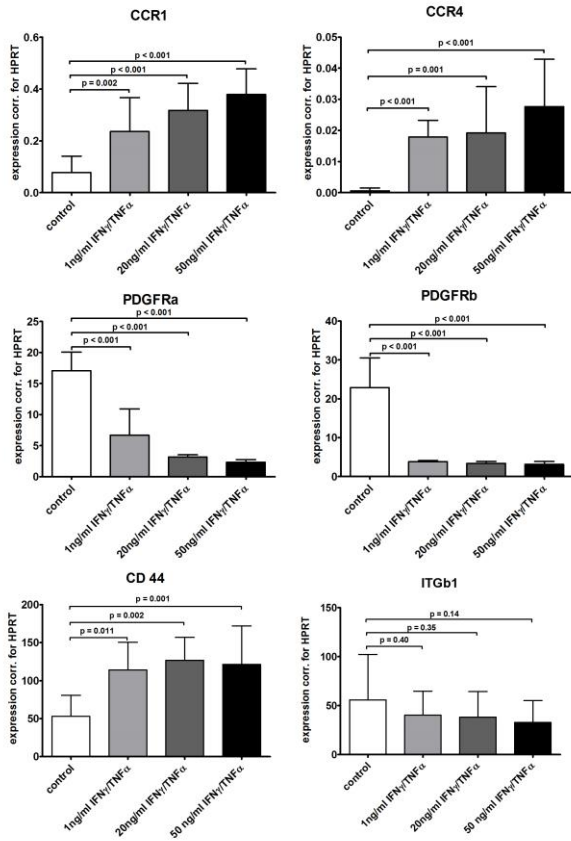 CCR1
expression corr. for HPRT
0.6
0.4
0.2
0.0
p < 0.001
p < 0.001
p = 0.002
control
1ng/ml IFNγ/TNFα
20ng/ml IFNγ/TNFα
50ng/ml IFNγ/TNFα
CCR4
expression corr. for HPRT
0.05
0.04
0.03
0.02
0.01
0.00
p < 0.001
p = 0.001
p < 0.001
control
1ng/ml IFNγ/TNFα
20ng/ml IFNγ/TNFα
50ng/ml IFNγ/TNFα
PDGFRa
expression corr. for HPRT
25
20
15
10
5
0
p < 0.001
p < 0.001
p < 0.001
control
1ng/ml IFNγ/TNFα
20ng/ml IFNγ/TNFα
50ng/ml IFNγ/TNFα
PDGFRb
expression corr. for HPRT
40
30
20
10
0
p < 0.001
p < 0.001
p < 0.001
control
1ng/ml IFNγ/TNFα
20ng/ml IFNγ/TNFα
50ng/ml IFNγ/TNFα
CD 44
expression corr. for HPRT
200
150
100
50
0
p = 0.001
p = 0.002
p = 0.011
control
1ng/ml IFNγ/TNFα
20ng/ml IFNγ/TNFα
50 ng/ml IFNγ/TNFα
ITGb1
expression corr. for HPRT
150
100
50
0
p = 0.14
p = 0.35
p = 0.40
control
1ng/ml IFNγ/TNFα
20ng/ml IFNγ/TNFα
50 ng/ml IFNγ/TNFα